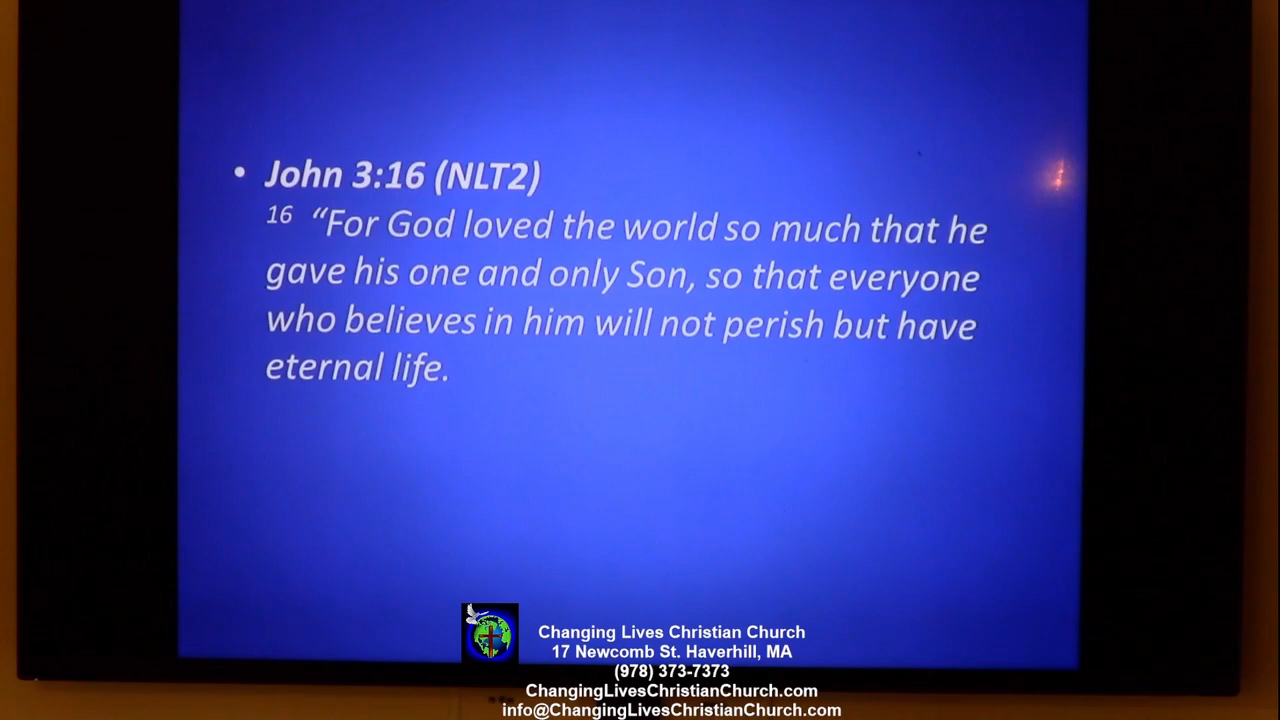 • John 3:16 (NLT2)
16 “For God loved the world so much that he
gave his one and only Son, so that everyone
who believes in him will not perish but have
eternal life.
Changing Lives Christian Church
17 Newcomb St. Haverhill, MA
(978) 373-7373
ChangingLivesChristianChurch.com
info@ChangingLivesChristianChurch.com